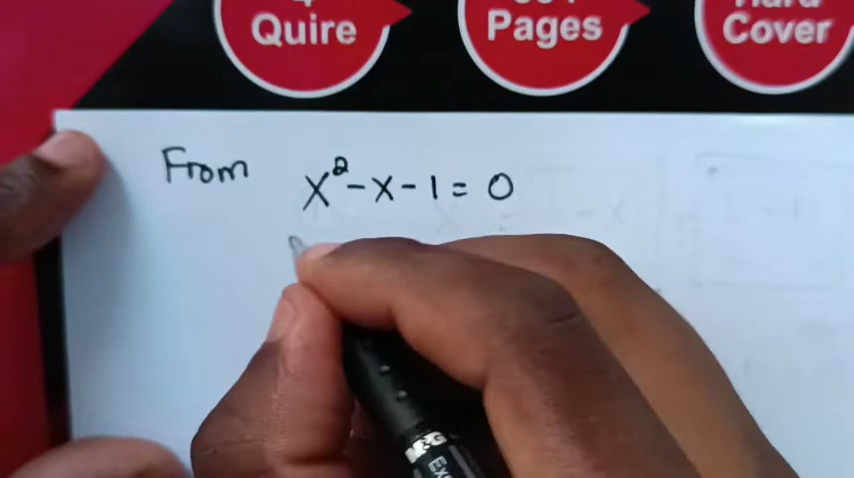 Quire
Pages
Cover
From x² - x - 1 = 0
M&G